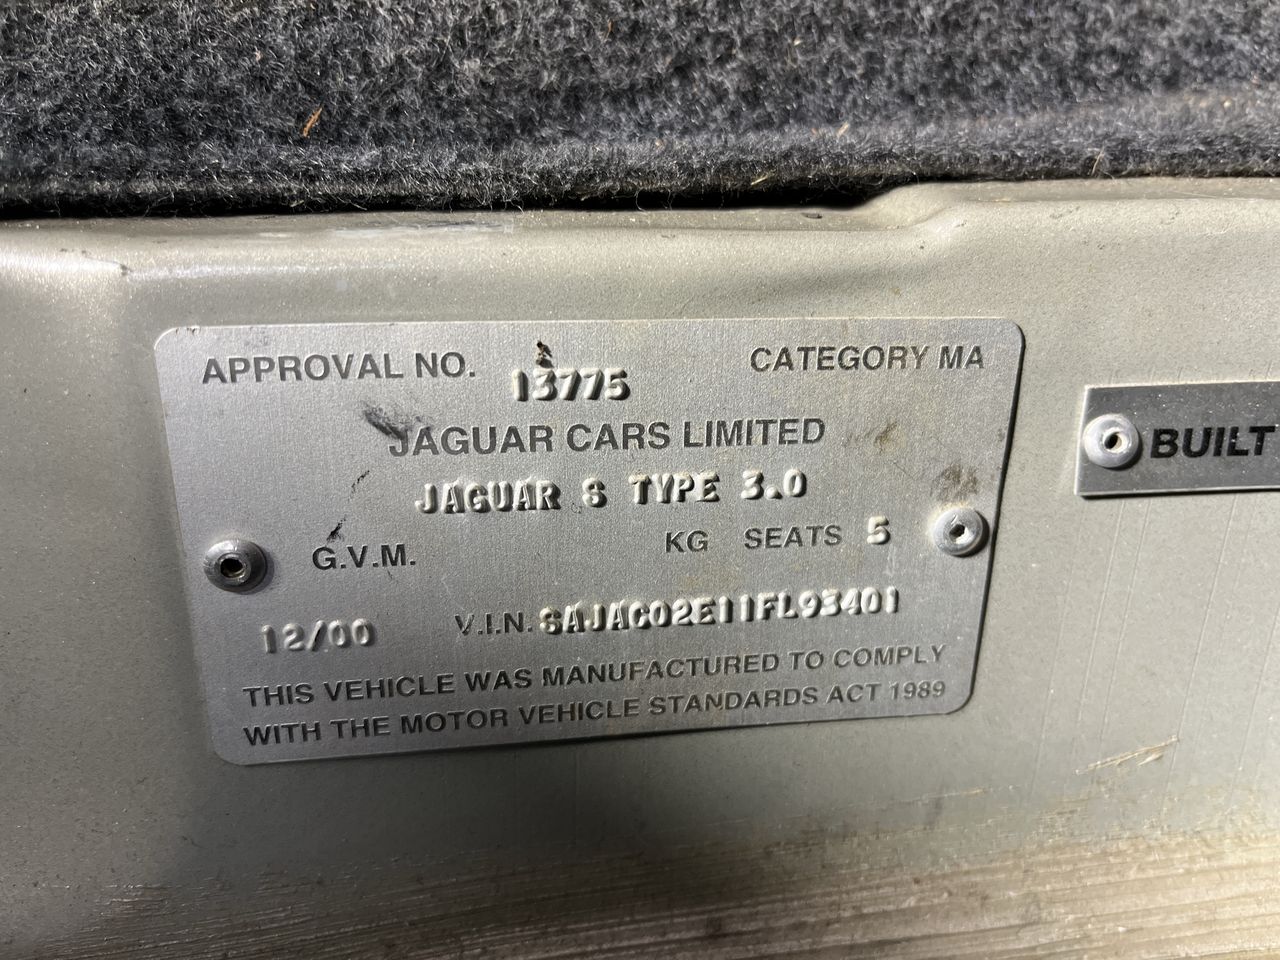 APPROVAL NO. 13775 CATEGORY MA
JAGUAR CARS LIMITED
JAGUAR S TYPE 3.0
G.V.M. KG SEATS 5
12/00 V.I.N. SAJAC02E11FL93401
THIS VEHICLE WAS MANUFACTURED TO COMPLY
WITH THE MOTOR VEHICLE STANDARDS ACT 1989
BUILT